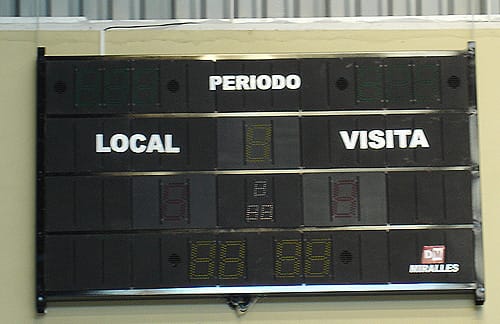 PERIODO
LOCAL VISITA
DM
MIRALLES